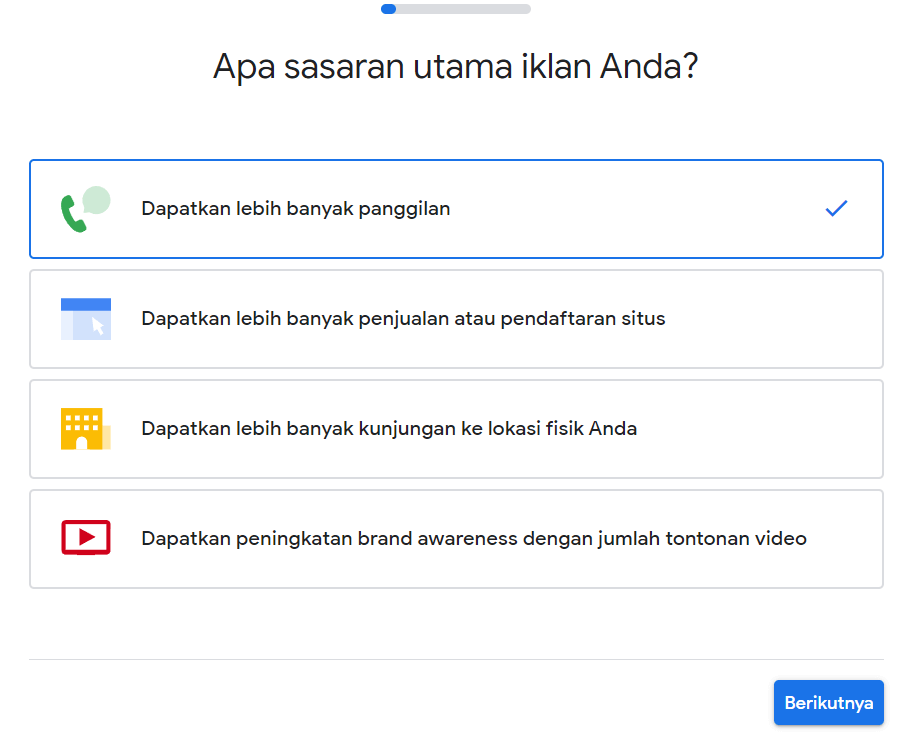 Apa sasaran utama iklan Anda?
Dapatkan lebih banyak panggilan
Dapatkan lebih banyak penjualan atau pendaftaran situs
Dapatkan lebih banyak kunjungan ke lokasi fisik Anda
Dapatkan peningkatan brand awareness dengan jumlah tontonan video
Berikutnya